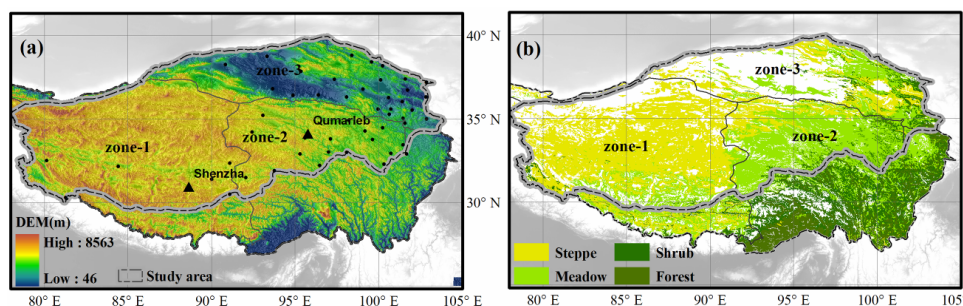 (a)
zone-3
Qumarleb
zone-2
zone-1
Shenzha
DEM(m)
High : 8563
Low : 46
Study area
80° E
85° E
90° E
95° E
100° E
105° E
40° N
35° N
30° N
(b)
zone-3
zone-2
zone-1
Steppe
Shrub
Meadow
Forest
80° E
85° E
90° E
95° E
100° E
105° E